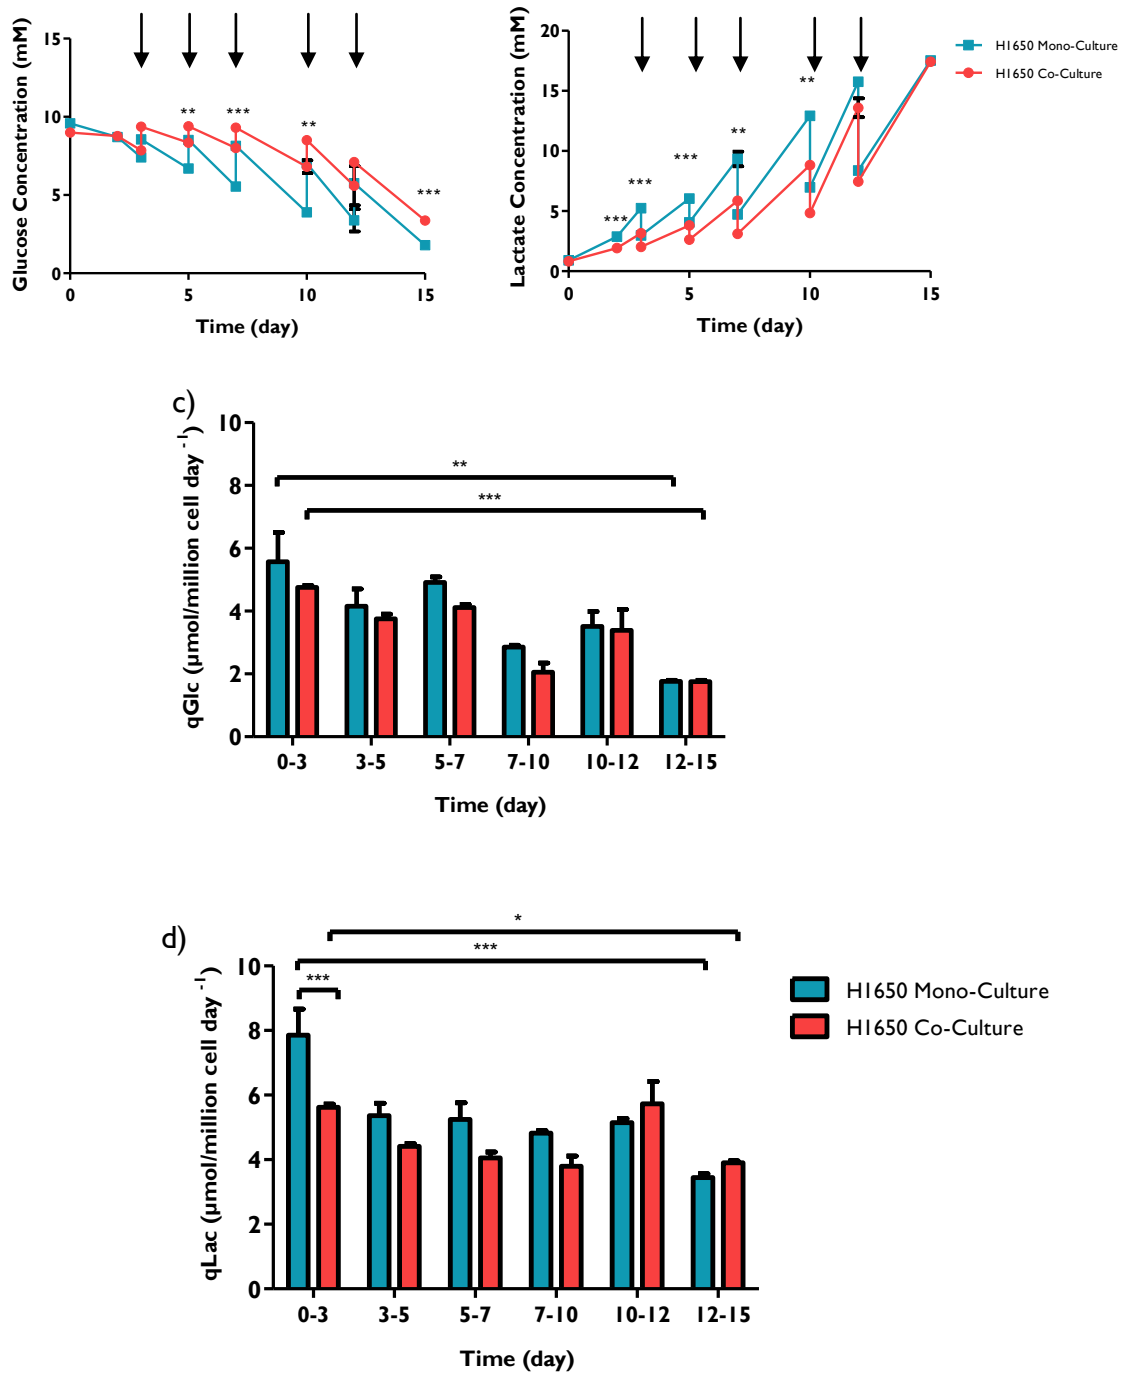 Glucose Concentration (mM)
15
10
5
0
** *** ** ***
0 5 10 15
Time (day)
Lactate Concentration (mM)
20
15
10
5
0
*** *** *** ** **
0 5 10 15
Time (day)
H1650 Mono-Culture
H1650 Co-Culture
c)
qGlc (µmol/million cell day -1)
10
8
6
4
2
0
**
***
0-3 3-5 5-7 7-10 10-12 12-15
Time (day)
d)
qLac (µmol/million cell day -1)
10
8
6
4
2
0
*
***
***
0-3 3-5 5-7 7-10 10-12 12-15
Time (day)
H1650 Mono-Culture
H1650 Co-Culture